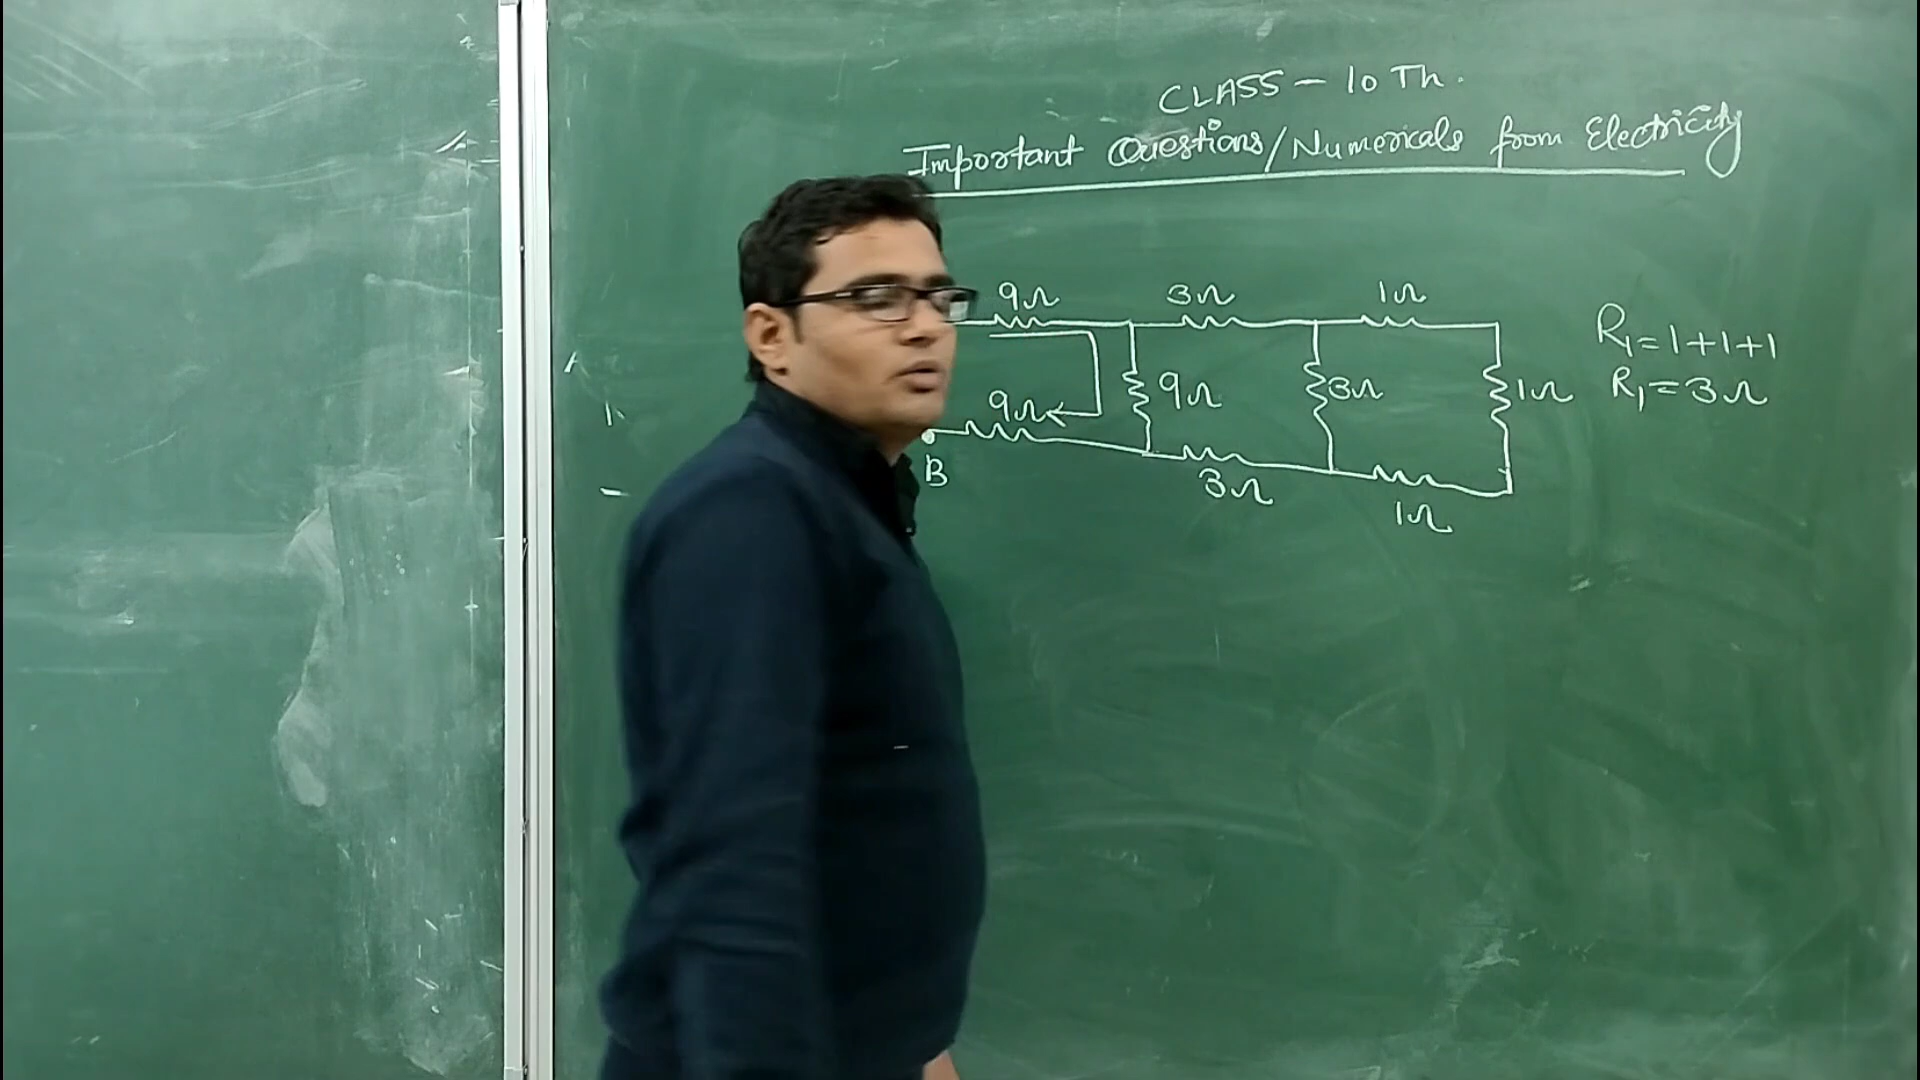 CLASS - 10 Th.
Important Questions/Numericals from Electricity
9Ω 3Ω 1Ω
R₁=1+1+1
9Ω 9Ω 3Ω 1Ω R₁=3Ω
B 3Ω
1Ω